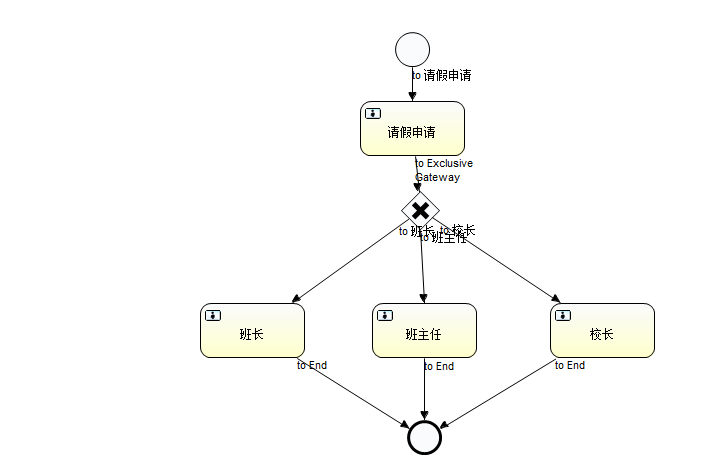 to 请假申请
请假申请
to Exclusive
Gateway
to 班长
to 班主任
to 校长
班长
班主任
校长
to End
to End
to End